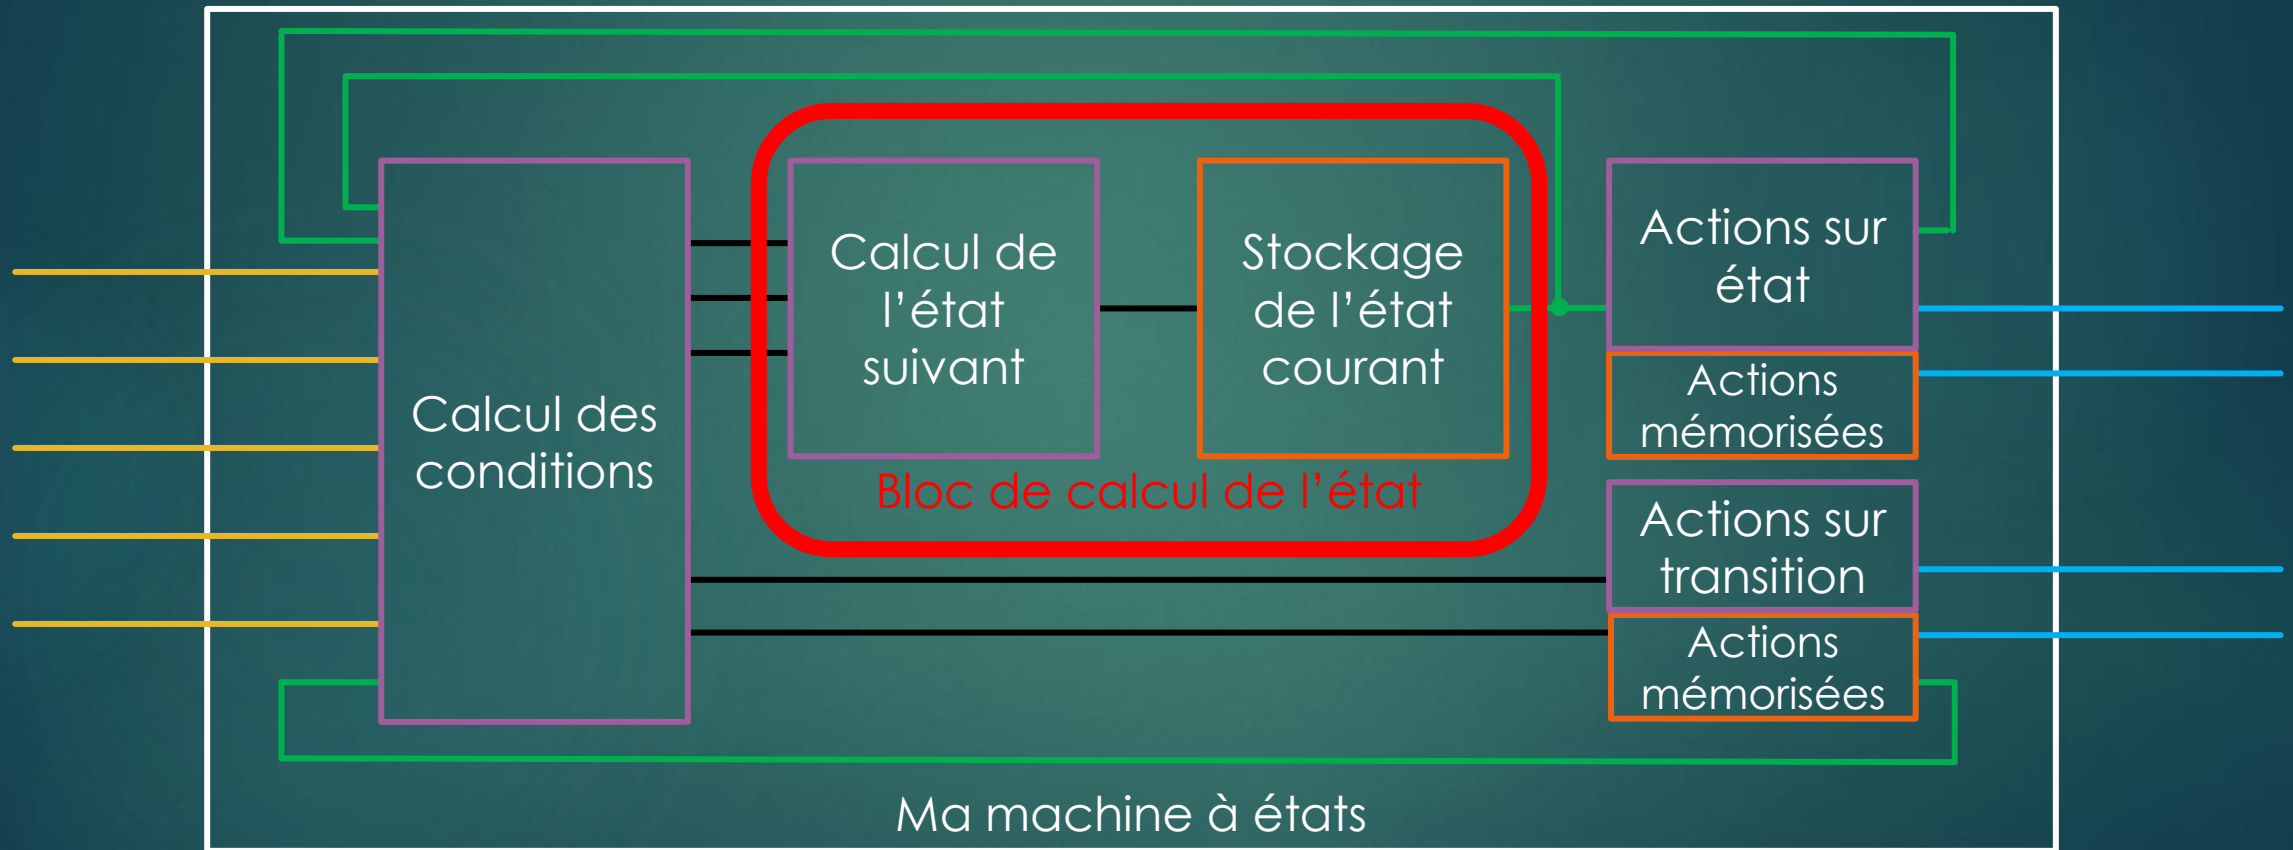 Calcul des
conditions
Calcul de
l’état
suivant
Stockage
de l’état
courant
Bloc de calcul de l’état
Actions sur
état
Actions
mémorisées
Actions sur
transition
Actions
mémorisées
Ma machine à états